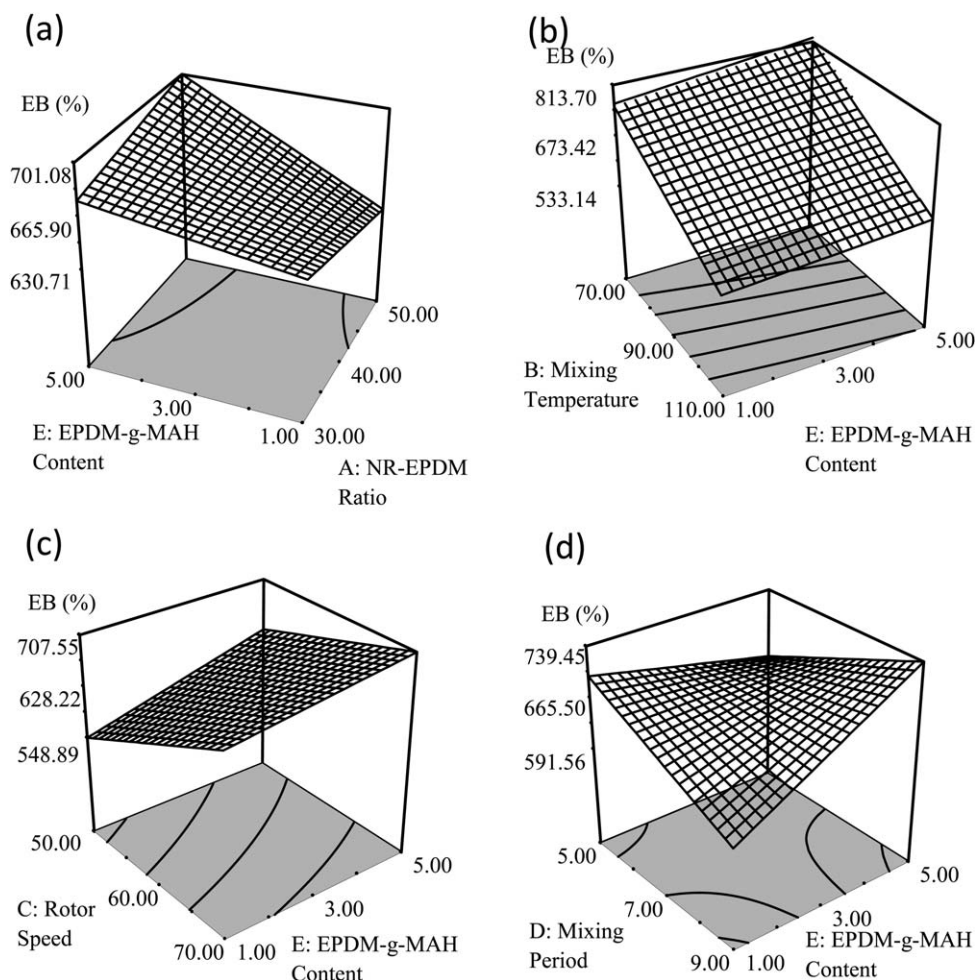 (a)
EB (%)
701.08
665.90
630.71
5.00
3.00
1.00
30.00
40.00
50.00
E: EPDM-g-MAH
Content
A: NR-EPDM
Ratio
(b)
EB (%)
813.70
673.42
533.14
70.00
90.00
110.00
1.00
3.00
5.00
B: Mixing
Temperature
E: EPDM-g-MAH
Content
(c)
EB (%)
707.55
628.22
548.89
50.00
60.00
70.00
1.00
3.00
5.00
C: Rotor
Speed
E: EPDM-g-MAH
Content
(d)
EB (%)
739.45
665.50
591.56
5.00
7.00
9.00
1.00
3.00
5.00
D: Mixing
Period
E: EPDM-g-MAH
Content